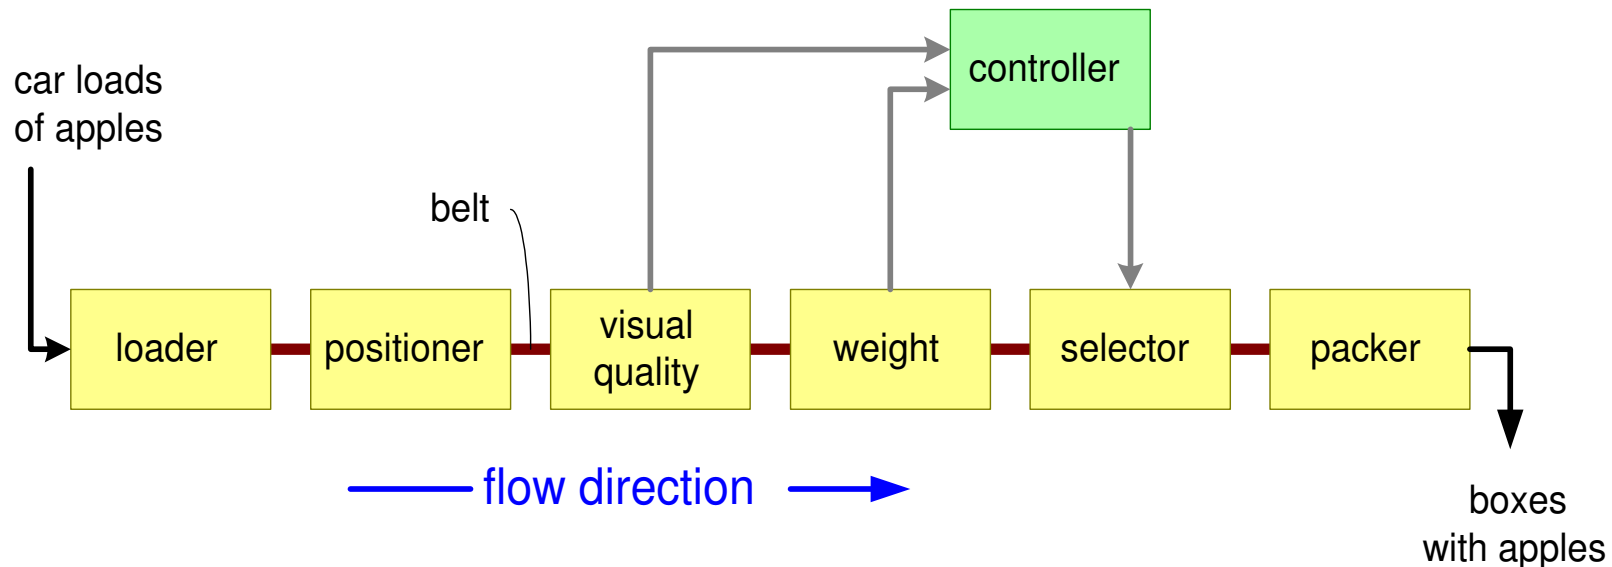 controller
car loads
of apples
belt
loader
positioner
visual
quality
weight
selector
packer
flow direction
boxes
with apples